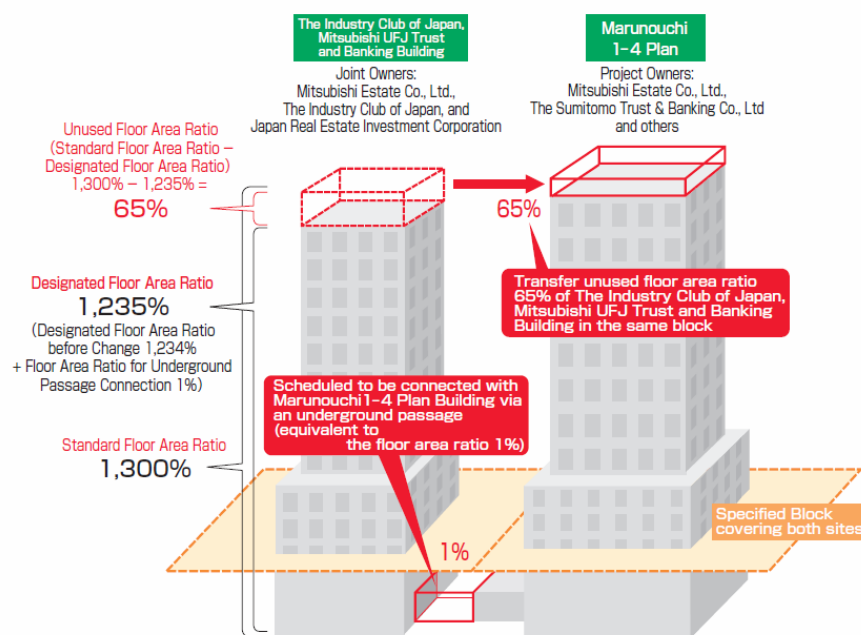 The Industry Club of Japan,
Mitsubishi UFJ Trust
and Banking Building
Joint Owners:
Mitsubishi Estate Co., Ltd.,
The Industry Club of Japan, and
Japan Real Estate Investment Corporation
Marunouchi
1-4 Plan
Project Owners:
Mitsubishi Estate Co., Ltd.,
The Sumitomo Trust & Banking Co., Ltd
and others
Unused Floor Area Ratio
(Standard Floor Area Ratio –
Designated Floor Area Ratio)
1,300% – 1,235% =
65%
65%
Transfer unused floor area ratio
65% of The Industry Club of Japan,
Mitsubishi UFJ Trust and Banking
Building in the same block
Designated Floor Area Ratio
1,235%
(Designated Floor Area Ratio
before Change 1,234%
+ Floor Area Ratio for Underground
Passage Connection 1%)
Scheduled to be connected with
Marunouchi1-4 Plan Building via
an underground passage
(equivalent to
the floor area ratio 1%)
Standard Floor Area Ratio
1,300%
Specified Block
covering both sites
1%